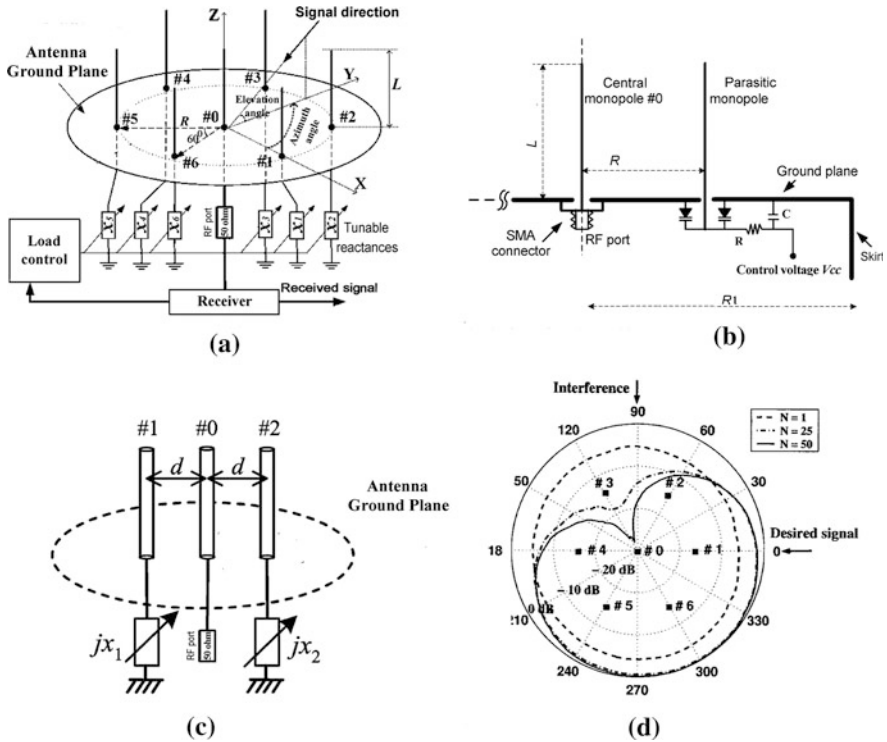 Z
Signal direction
Antenna
Ground Plane
#4
#3
Y
L
Elevation
angle
#5
R
#0
#2
Azimuth
angle
60°
#6
#1
X
X5
X4
X6
RF port
50 ohm
X3
X1
X2
Tunable
reactances
Load
control
Receiver
Received signal
(a)
Central
monopole #0
Parasitic
monopole
L
R
Ground plane
C
SMA
connector
RF port
R
Control voltage Vcc
Skirt
R1
(b)
#1
#0
#2
d
d
Antenna
Ground Plane
jx1
RF port
50 ohm
jx2
(c)
Interference
N = 1
N = 25
N = 50
90
120
60
50
30
# 3
# 2
Desired signal
18
# 4
# 0
# 1
0
– 20 dB
– 10 dB
0 dB
# 5
# 6
210
330
240
300
270
(d)